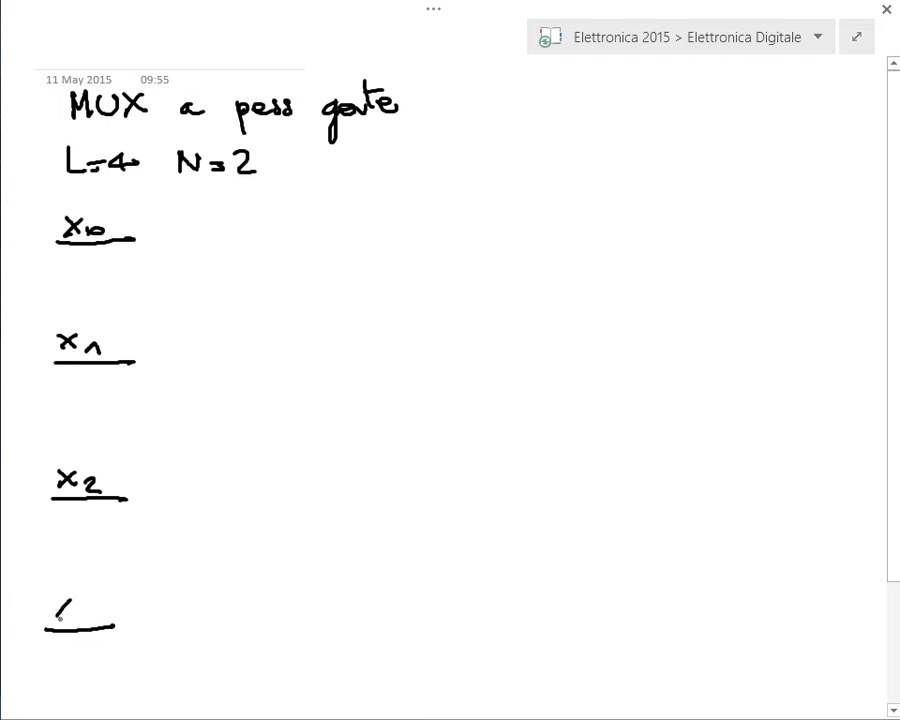 Elettronica 2015 > Elettronica Digitale
11 May 2015 09:55
MUX a pass gate
L=4 N=2
x0
x1
x2